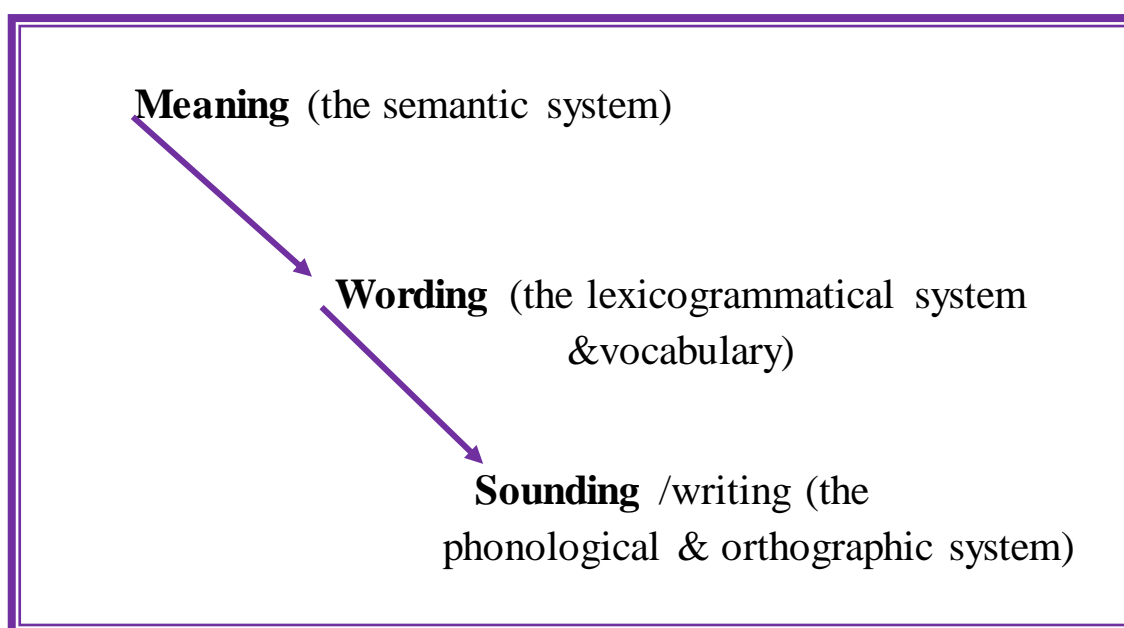 Meaning (the semantic system)
Wording (the lexicogrammatical system
&vocabulary)
Sounding /writing (the
phonological & orthographic system)